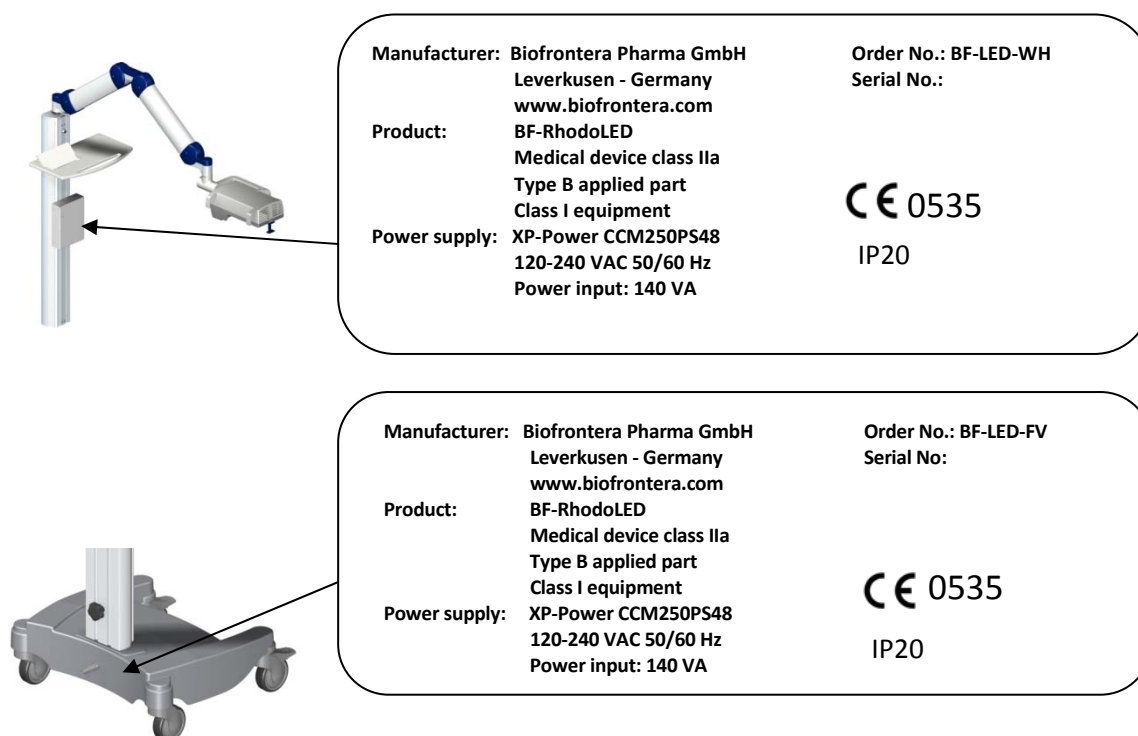 Manufacturer: Biofrontera Pharma GmbH Order No.: BF-LED-WH
Leverkusen - Germany Serial No.:
www.biofrontera.com
Product: BF-RhodoLED
Medical device class IIa
Type B applied part
Class I equipment CE 0535
Power supply: XP-Power CCM250PS48
120-240 VAC 50/60 Hz IP20
Power input: 140 VA
Manufacturer: Biofrontera Pharma GmbH Order No.: BF-LED-FV
Leverkusen - Germany Serial No:
www.biofrontera.com
Product: BF-RhodoLED
Medical device class IIa
Type B applied part
Class I equipment CE 0535
Power supply: XP-Power CCM250PS48
120-240 VAC 50/60 Hz IP20
Power input: 140 VA